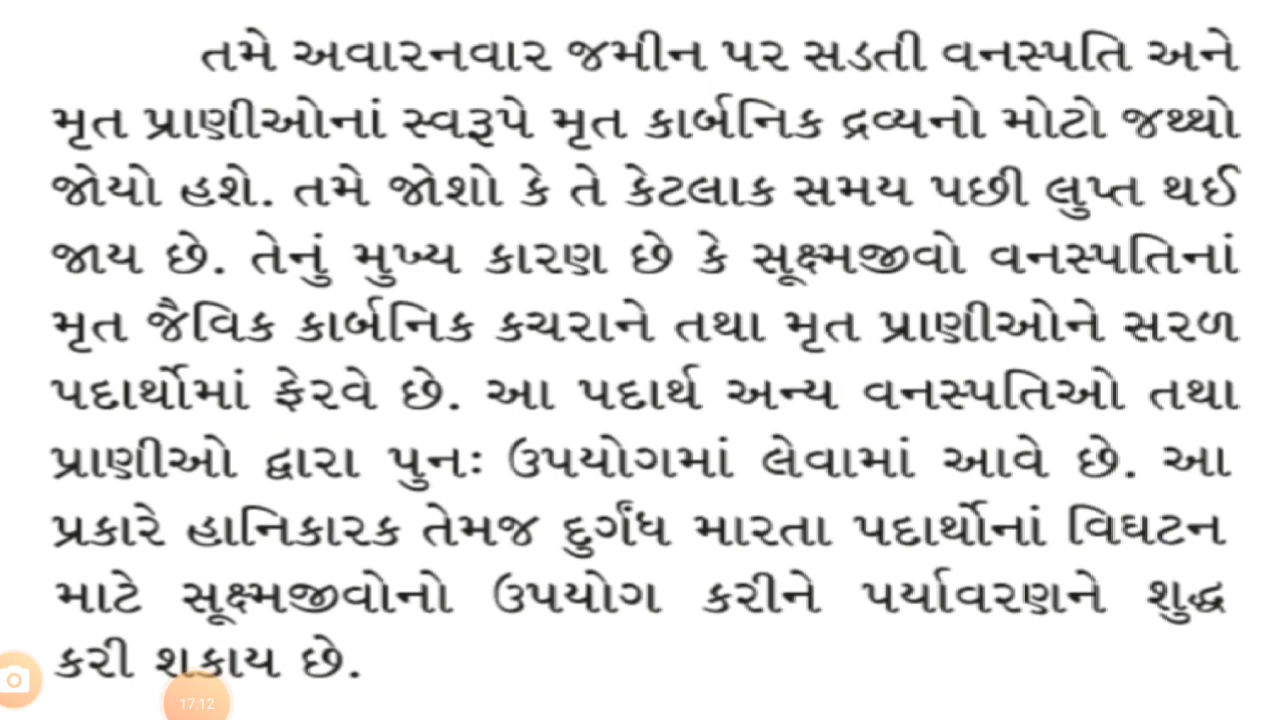 તમે અવારનવાર જમીન પર સડતી વનસ્પતિ અને
મૃત પ્રાણીઓનાં સ્વરૂપે મૃત કાર્બનિક દ્રવ્યનો મોટો જથ્થો
જોયો હશે. તમે જોશો કે તે કેટલાક સમય પછી લુપ્ત થઈ
જાય છે. તેનું મુખ્ય કારણ છે કે સૂક્ષ્મજીવો વનસ્પતિનાં
મૃત જૈવિક કાર્બનિક કચરાને તથા મૃત પ્રાણીઓને સરળ
પદાર્થોમાં ફેરવે છે. આ પદાર્થ અન્ય વનસ્પતિઓ તથા
પ્રાણીઓ દ્વારા પુનઃ ઉપયોગમાં લેવામાં આવે છે. આ
પ્રકારે હાનિકારક તેમજ દુર્ગંધ મારતા પદાર્થોનાં વિઘટન
માટે સૂક્ષ્મજીવોનો ઉપયોગ કરીને પર્યાવરણને શુદ્ધ
કરી શકાય છે.
17:12